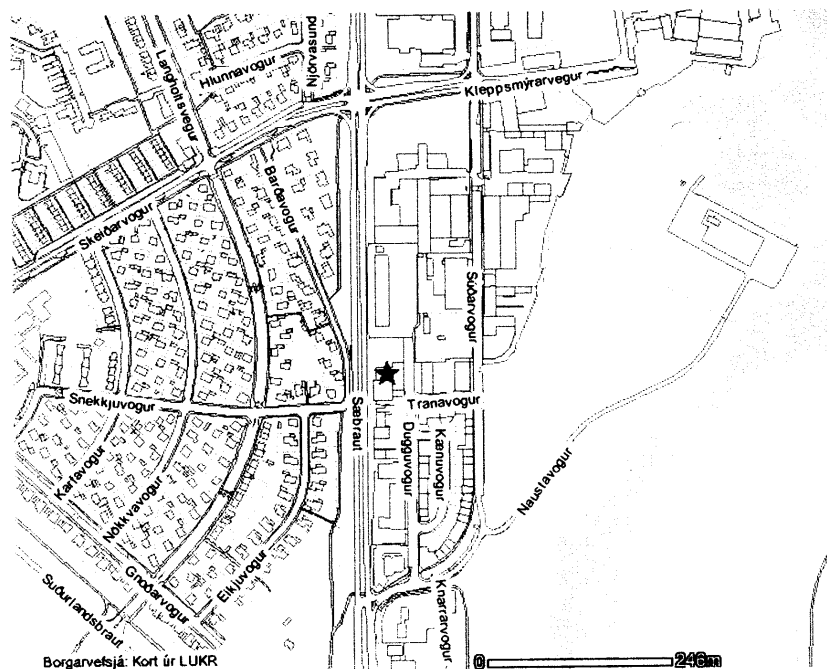 Langholtsvegur
Hlunnavogur
Njörvasund
Kleppsmýrarvegur
Barðavogur
Skeiðarvogur
Súðarvogur
Snekkjuvogur
Sæbraut
Tranavogur
Dugguvogur
Kænuvogur
Naustavogur
Karfavogur
Nökkvavogur
Gnoðarvogur
Eikjuvogur
Suðurlandsbraut
Knarrarvogur
Borgarvefsjá: Kort úr LUKR
0 246m